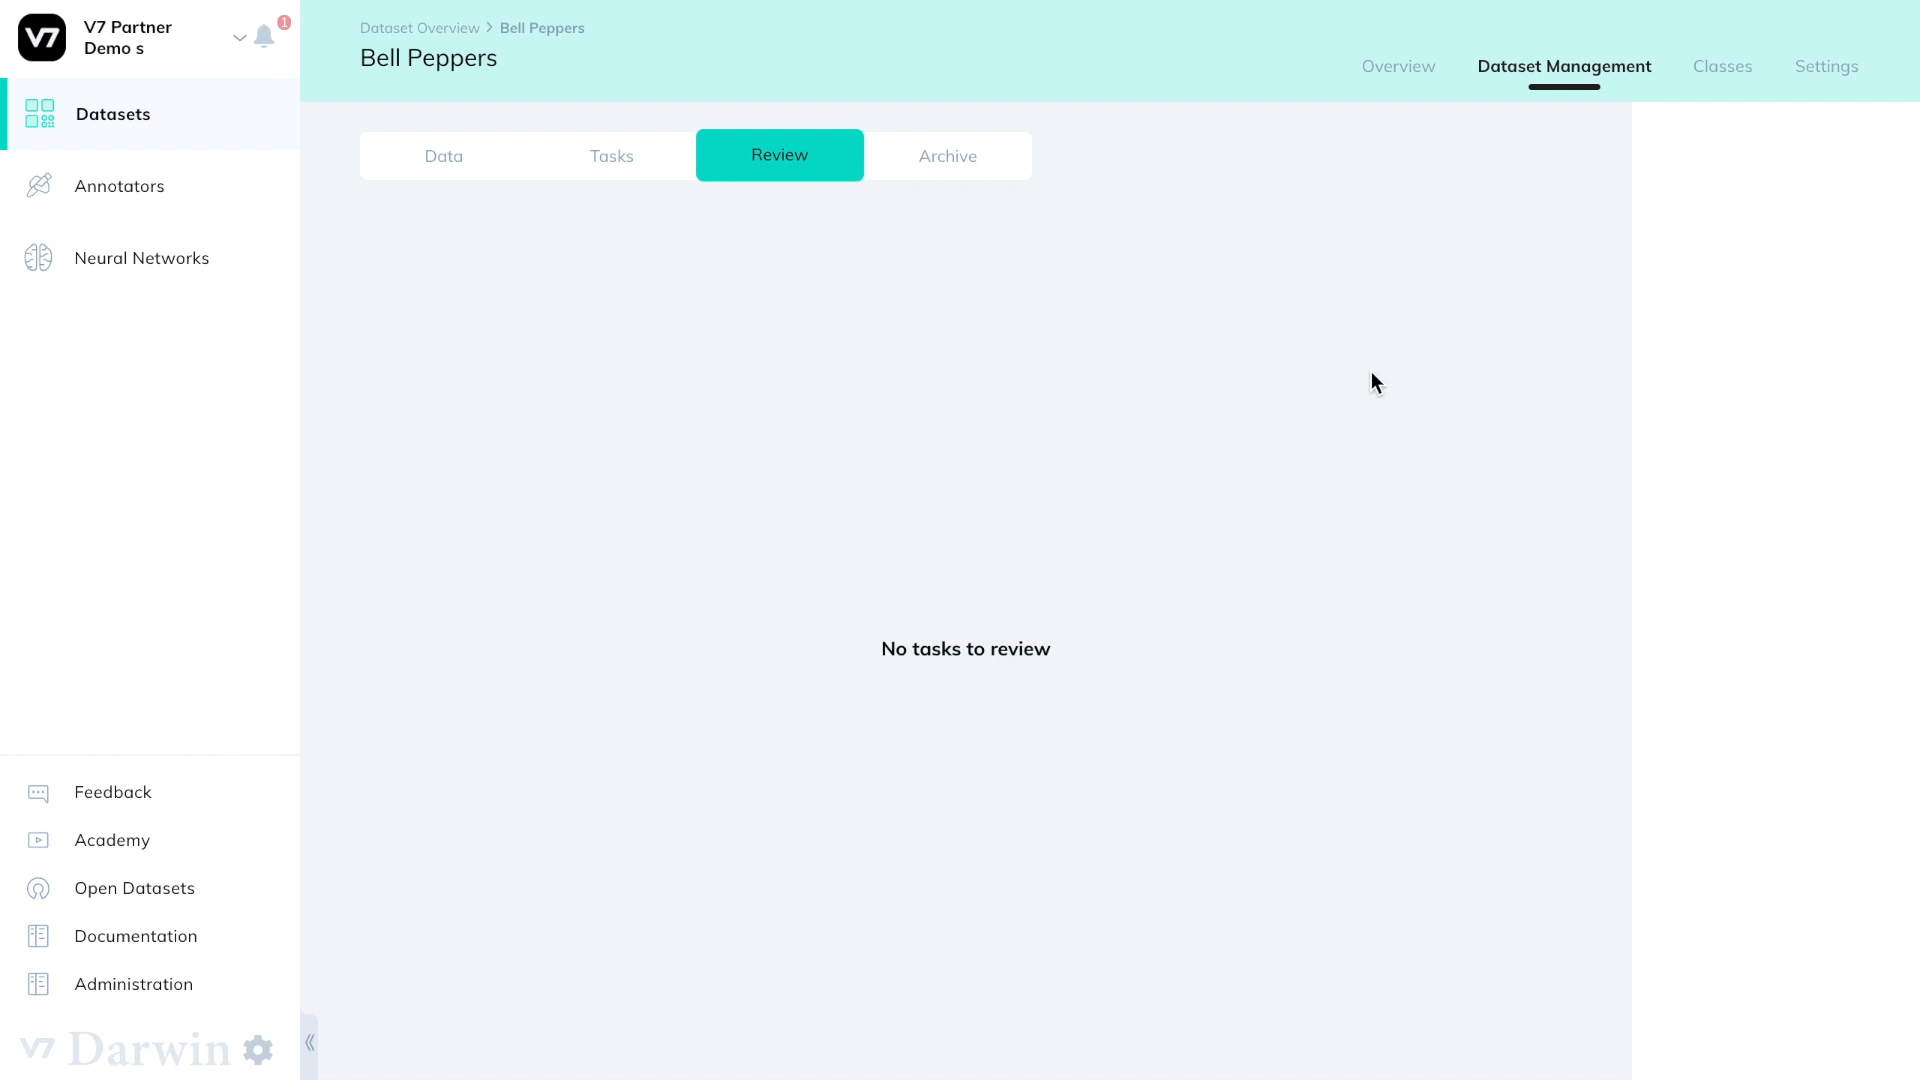 V7
V7 Partner
Demo s
1
Datasets
Annotators
Neural Networks
Feedback
Academy
Open Datasets
Documentation
Administration
V7 Darwin
Dataset Overview > Bell Peppers
Bell Peppers
Overview
Dataset Management
Classes
Settings
Data
Tasks
Review
Archive
No tasks to review